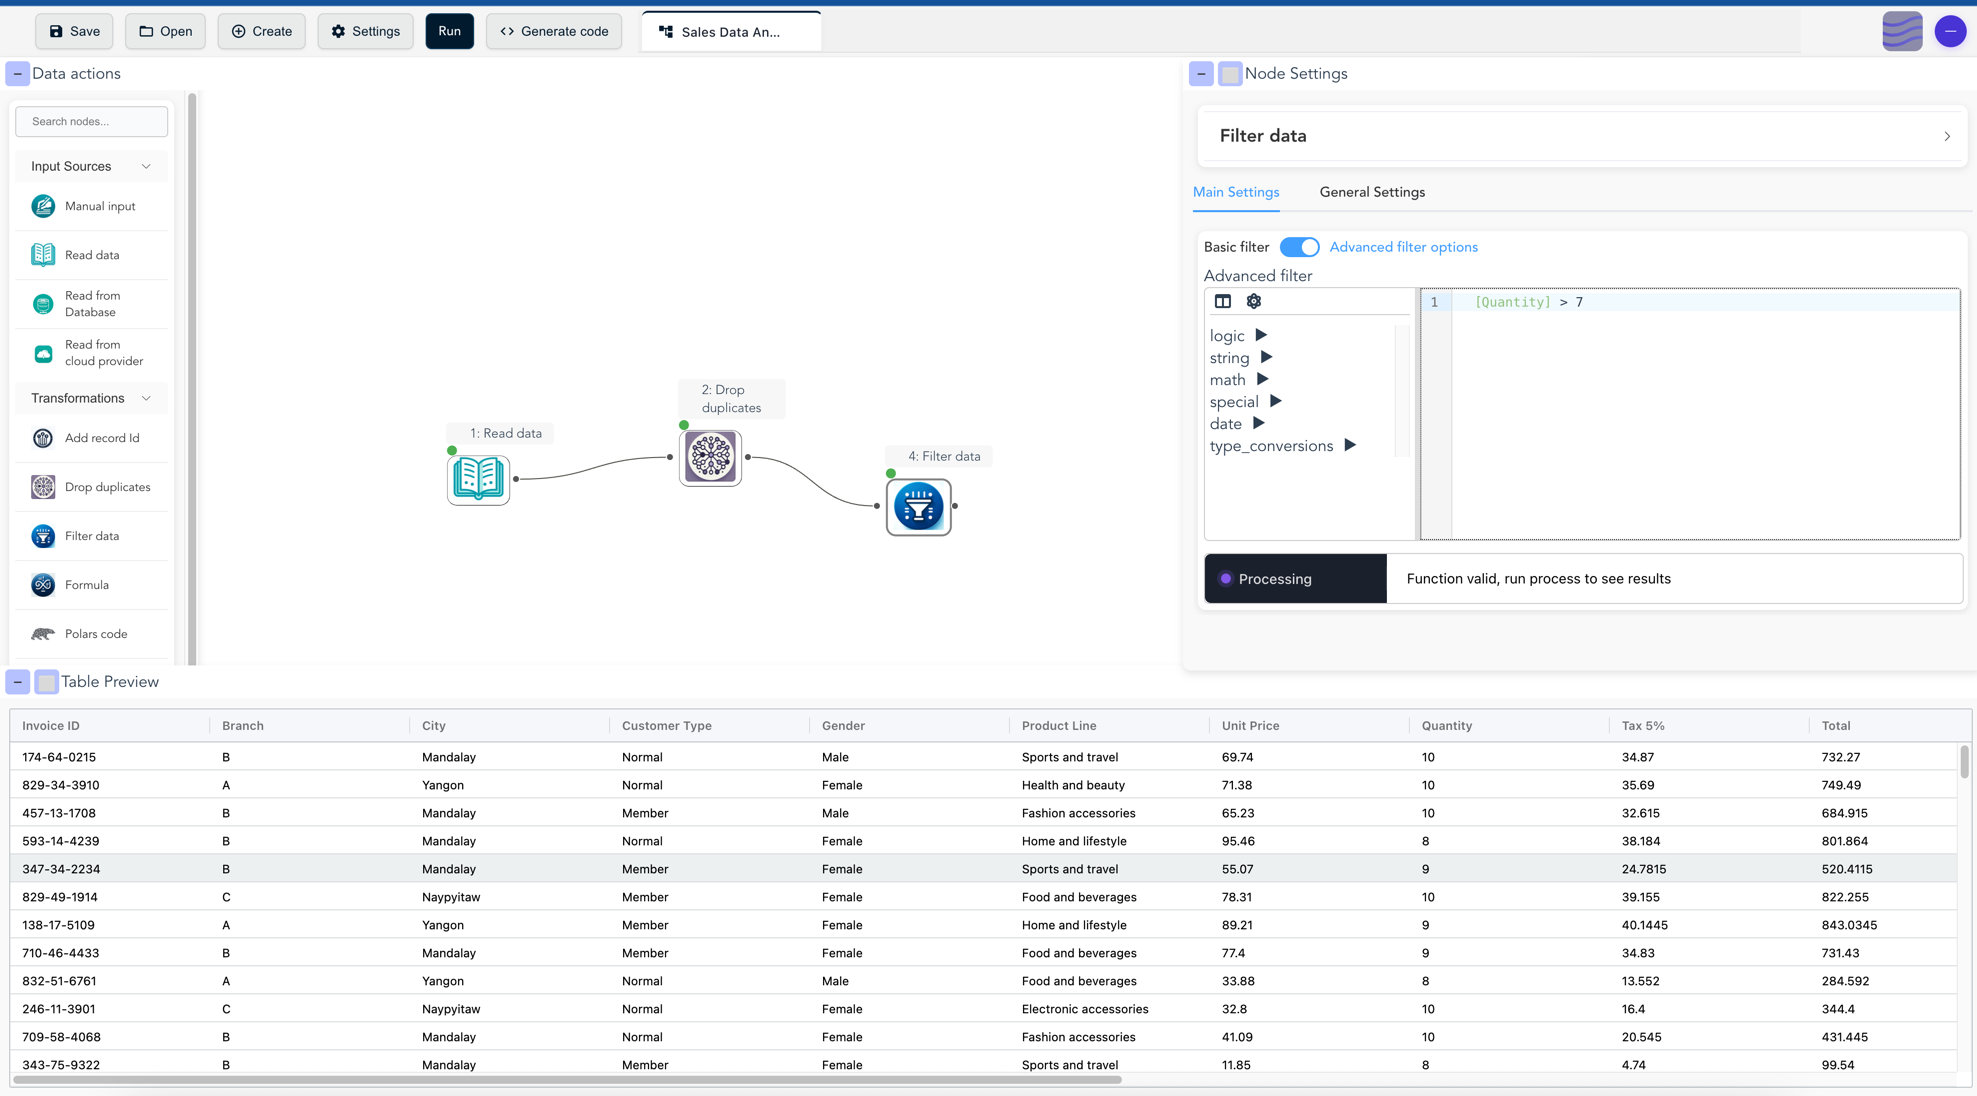 Save Open Create Settings Run <> Generate code Sales Data An...
Data actions
Search nodes...
Input Sources
Manual input
Read data
Read from
Database
Read from
cloud provider
Transformations
Add record Id
Drop duplicates
Filter data
Formula
Polars code
1: Read data
2: Drop
duplicates
4: Filter data
Node Settings
Filter data
Main Settings General Settings
Basic filter Advanced filter options
Advanced filter
logic
string
math
special
date
type_conversions
1 [Quantity] > 7
Processing Function valid, run process to see results
Table Preview
Invoice ID Branch City Customer Type Gender Product Line Unit Price Quantity Tax 5% Total
174-64-0215 B Mandalay Normal Male Sports and travel 69.74 10 34.87 732.27
829-34-3910 A Yangon Normal Female Health and beauty 71.38 10 35.69 749.49
457-13-1708 B Mandalay Member Male Fashion accessories 65.23 10 32.615 684.915
593-14-4239 B Mandalay Normal Female Home and lifestyle 95.46 8 38.184 801.864
347-34-2234 B Mandalay Member Female Sports and travel 55.07 9 24.7815 520.4115
829-49-1914 C Naypyitaw Member Female Food and beverages 78.31 10 39.155 822.255
138-17-5109 A Yangon Member Female Home and lifestyle 89.21 9 40.1445 843.0345
710-46-4433 B Mandalay Member Female Food and beverages 77.4 9 34.83 731.43
832-51-6761 A Yangon Normal Male Food and beverages 33.88 8 13.552 284.592
246-11-3901 C Naypyitaw Normal Female Electronic accessories 32.8 10 16.4 344.4
709-58-4068 B Mandalay Normal Female Fashion accessories 41.09 10 20.545 431.445
343-75-9322 B Mandalay Member Female Sports and travel 11.85 8 4.74 99.54